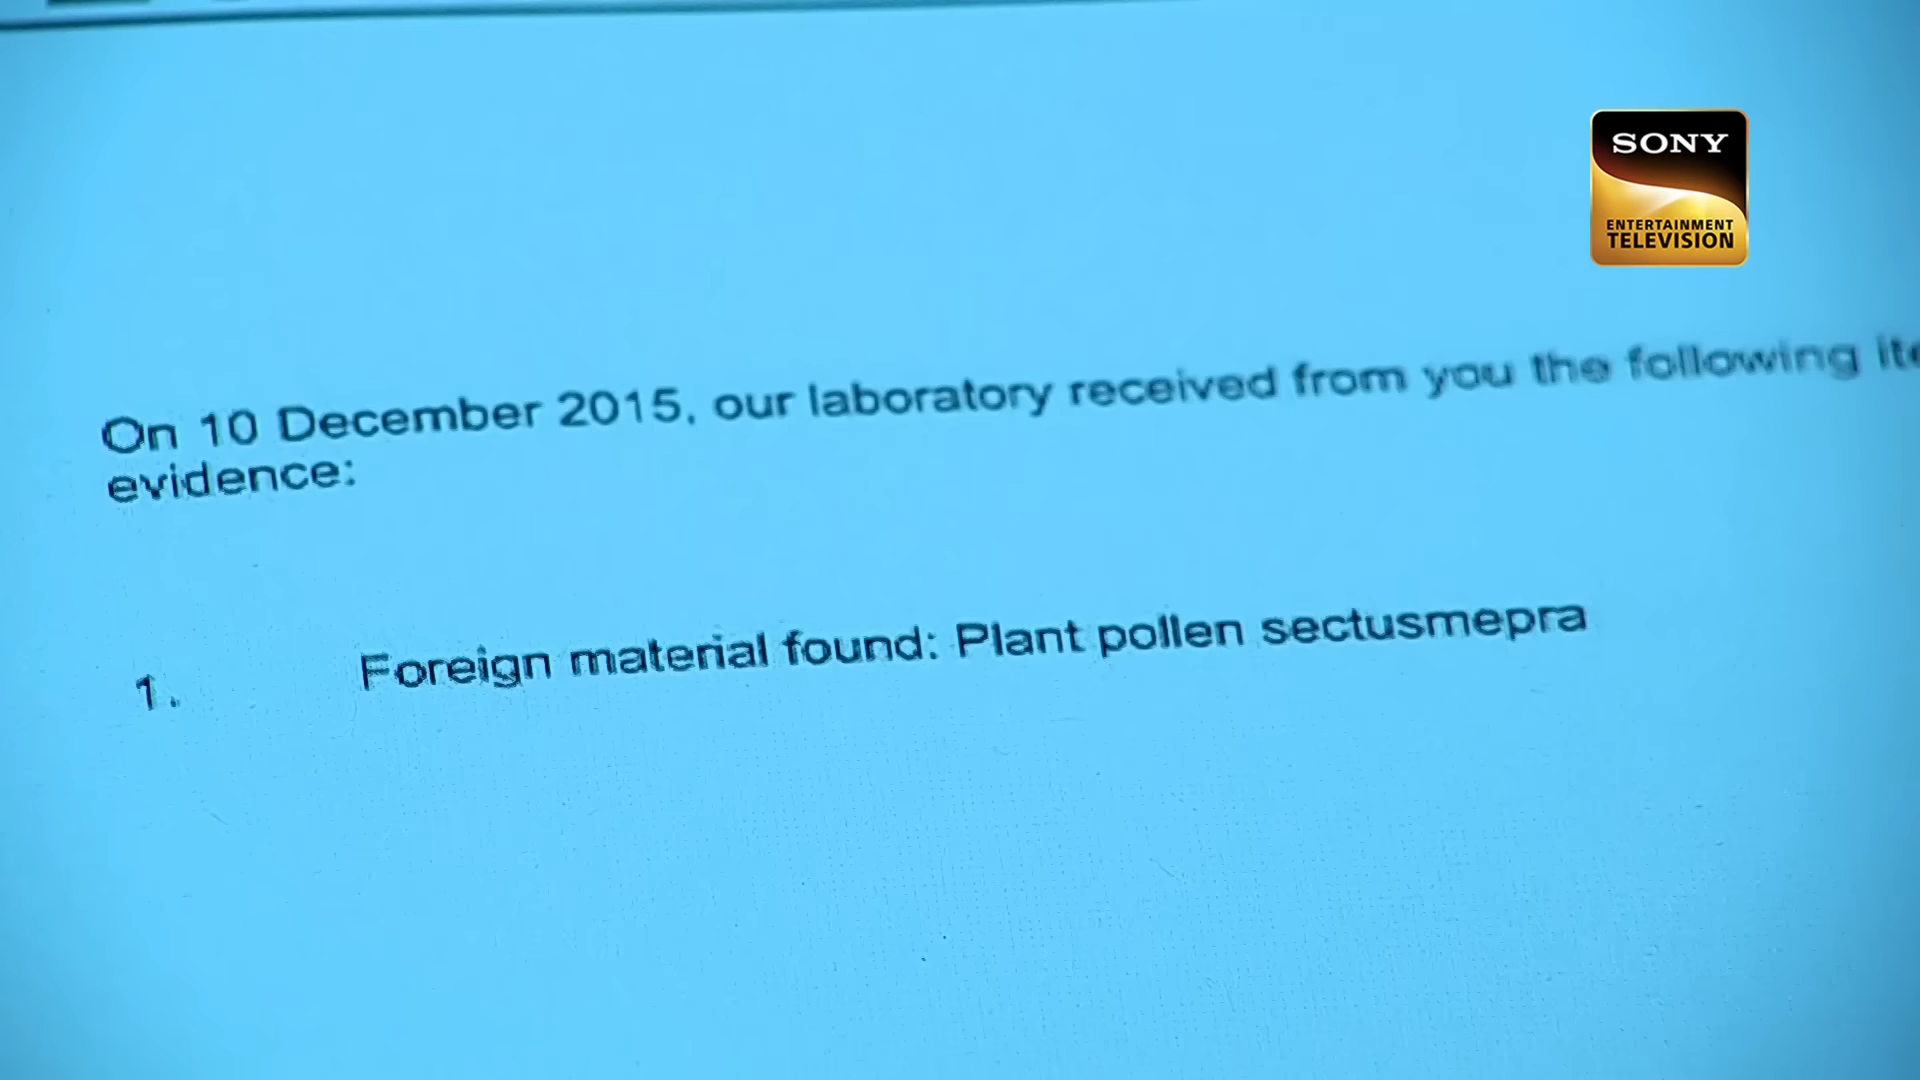 SONY
ENTERTAINMENT
TELEVISION
On 10 December 2015, our laboratory received from you the following ite
evidence:
1. Foreign material found: Plant pollen sectusmepra